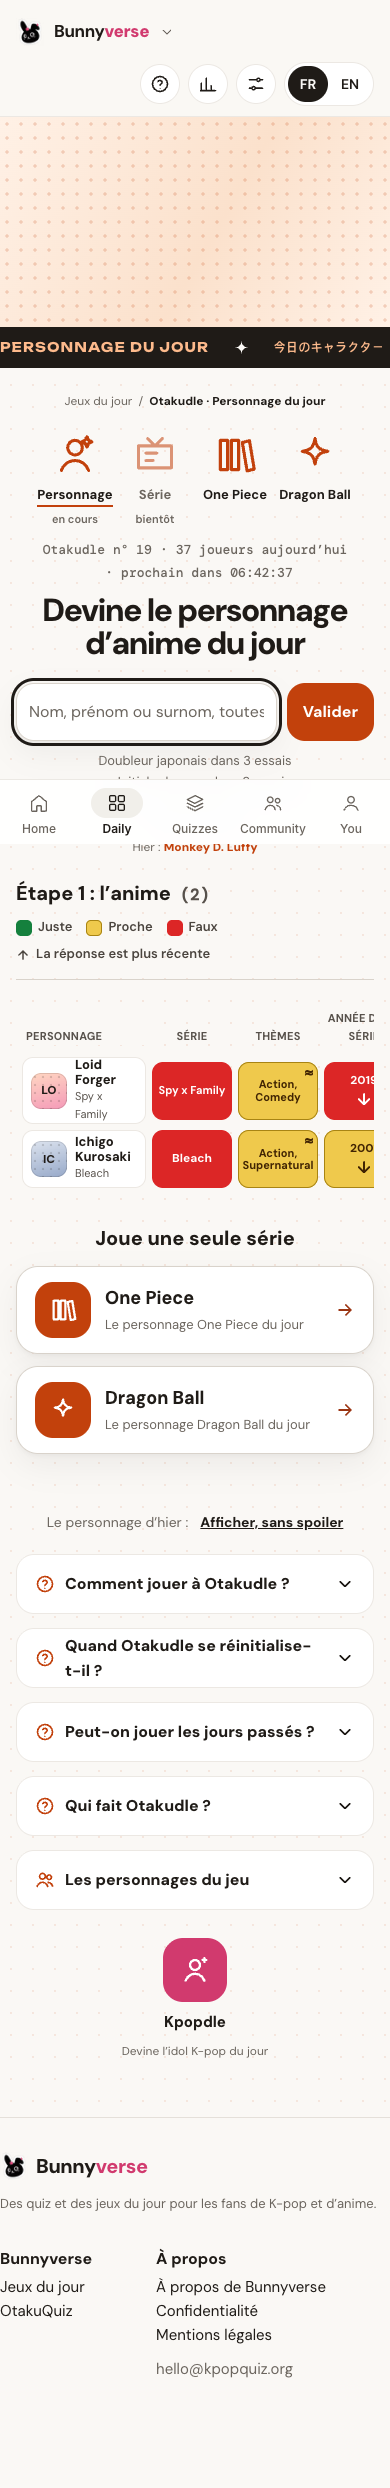 Bunnyverse
FR EN
PERSONNAGE DU JOUR ✦ 今日のキャラクター
Jeux du jour / Otakudle · Personnage du jour
Personnage Série One Piece Dragon Ball
en cours bientôt
Otakudle n° 19 · 37 joueurs aujourd’hui
· prochain dans 06:42:37
Devine le personnage
d’anime du jour
Nom, prénom ou surnom, toutes
Valider
Doubleur japonais dans 3 essais
Home Daily Quizzes Community You
Hier : Monkey D. Luffy
Étape 1 : l’anime (2)
Juste Proche Faux
↑ La réponse est plus récente
ANNÉE D
PERSONNAGE SÉRIE THÈMES SÉRI
LO
Loid
Forger
Spy x
Family
Spy x Family
≈
Action,
Comedy
2019
↓
IC
Ichigo
Kurosaki
Bleach
Bleach
≈
Action,
Supernatural
200
↓
Joue une seule série
One Piece
Le personnage One Piece du jour
→
Dragon Ball
Le personnage Dragon Ball du jour
→
Le personnage d’hier : Afficher, sans spoiler
Comment jouer à Otakudle ?
Quand Otakudle se réinitialise-
t-il ?
Peut-on jouer les jours passés ?
Qui fait Otakudle ?
Les personnages du jeu
Kpopdle
Devine l’idol K-pop du jour
Bunnyverse
Des quiz et des jeux du jour pour les fans de K-pop et d’anime.
Bunnyverse
Jeux du jour
OtakuQuiz
À propos
À propos de Bunnyverse
Confidentialité
Mentions légales
hello@kpopquiz.org